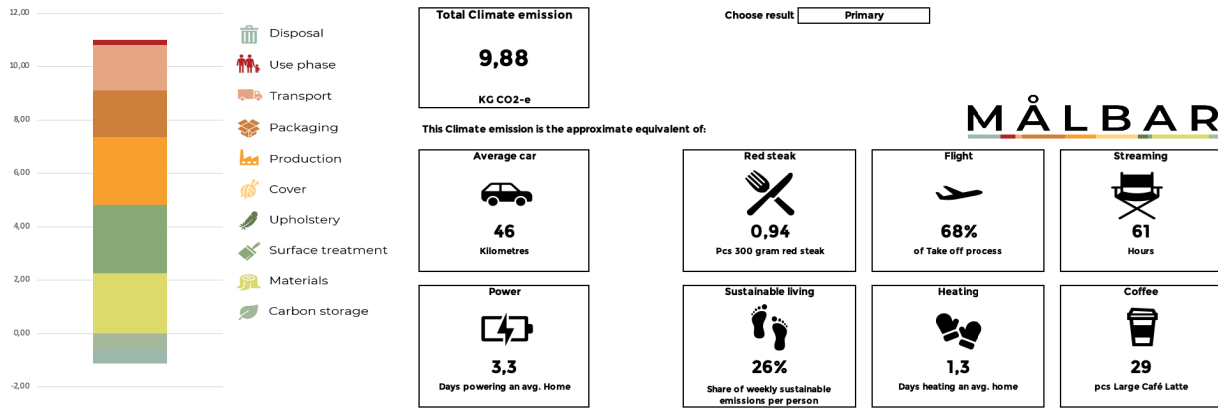 12,00
10,00
8,00
6,00
4,00
2,00
0,00
-2,00
Disposal
Use phase
Transport
Packaging
Production
Cover
Upholstery
Surface treatment
Materials
Carbon storage
Total Climate emission
9,88
KG CO2-e
Choose result
Primary
MÅLBAR
This Climate emission is the approximate equivalent of:
Average car
46
Kilometres
Red steak
0,94
Pcs 300 gram red steak
Flight
68%
of Take off process
Streaming
61
Hours
Power
3,3
Days powering an avg. Home
Sustainable living
26%
Share of weekly sustainable
emissions per person
Heating
1,3
Days heating an avg. home
Coffee
29
pcs Large Café Latte